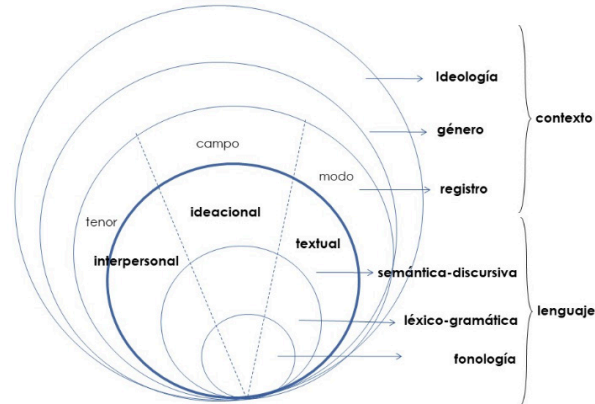 Ideología
género
contexto
campo
modo
registro
tenor
ideacional
textual
interpersonal
semántica-discursiva
léxico-gramática
lenguaje
fonología